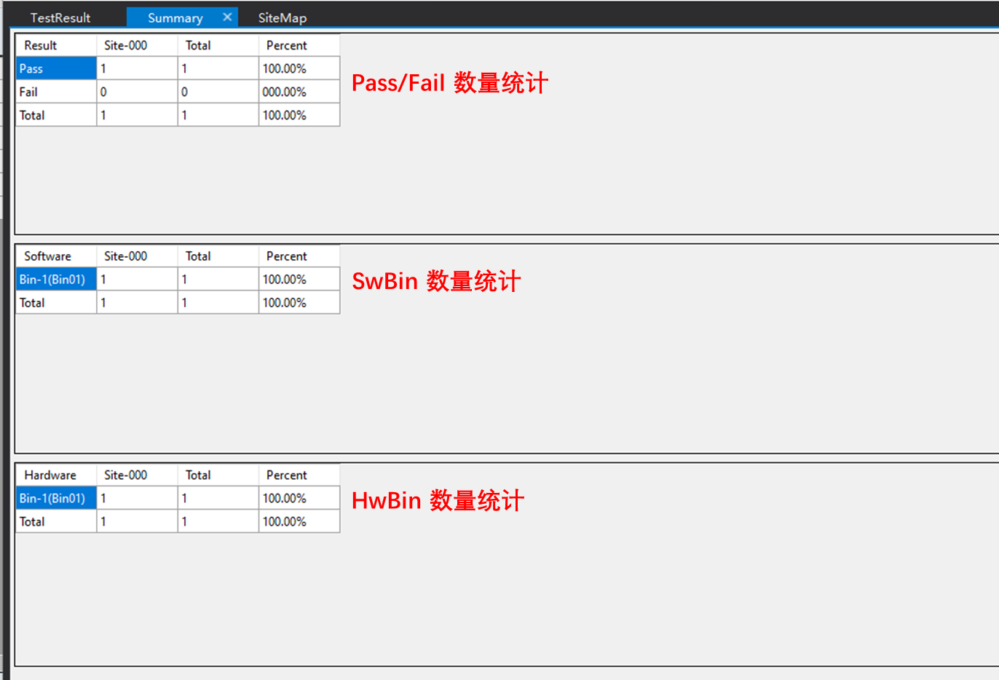 TestResult Summary × SiteMap
Result Site-000 Total Percent
Pass 1 1 100.00%
Fail 0 0 000.00%
Total 1 1 100.00%
Pass/Fail 数量统计
Software Site-000 Total Percent
Bin-1(Bin01) 1 1 100.00%
Total 1 1 100.00%
SwBin 数量统计
Hardware Site-000 Total Percent
Bin-1(Bin01) 1 1 100.00%
Total 1 1 100.00%
HwBin 数量统计